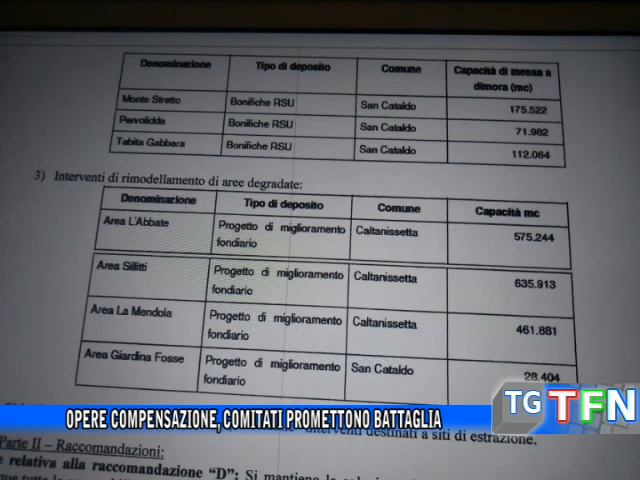 Denominazione Tipo di deposito Comune Capacità di messa a dimora (mc)
Monte Stretto Bonifiche RSU San Cataldo 175.522
Pervolidda Bonifiche RSU San Cataldo 71.982
Tabita Gabbara Bonifiche RSU San Cataldo 112.064
3) Interventi di rimodellamento di aree degradate:
Denominazione Tipo di deposito Comune Capacità mc
Area L'Abbate Progetto di miglioramento fondiario Caltanissetta 575.244
Area Sillitti Progetto di miglioramento fondiario Caltanissetta 635.913
Area La Mendola Progetto di miglioramento fondiario Caltanissetta 461.881
Area Giardina Fosse Progetto di miglioramento fondiario San Cataldo 28.404
interventi destinati a siti di estrazione.
OPERE COMPENSAZIONE, COMITATI PROMETTONO BATTAGLIA
TG TFN
Parte II – Raccomandazioni:
relativa alla raccomandazione "D": Si mantiene la